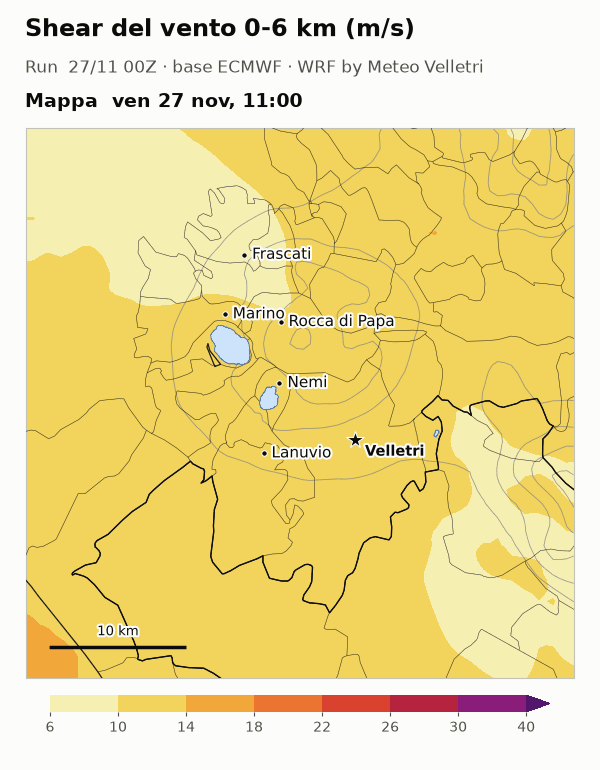 Shear del vento 0-6 km (m/s)
Run  27/11 00Z · base ECMWF · WRF by Meteo Velletri
Mappa  ven 27 nov, 11:00
Frascati
Marino
Rocca di Papa
Nemi
Velletri
Lanuvio
10 km
6 10 14 18 22 26 30 40